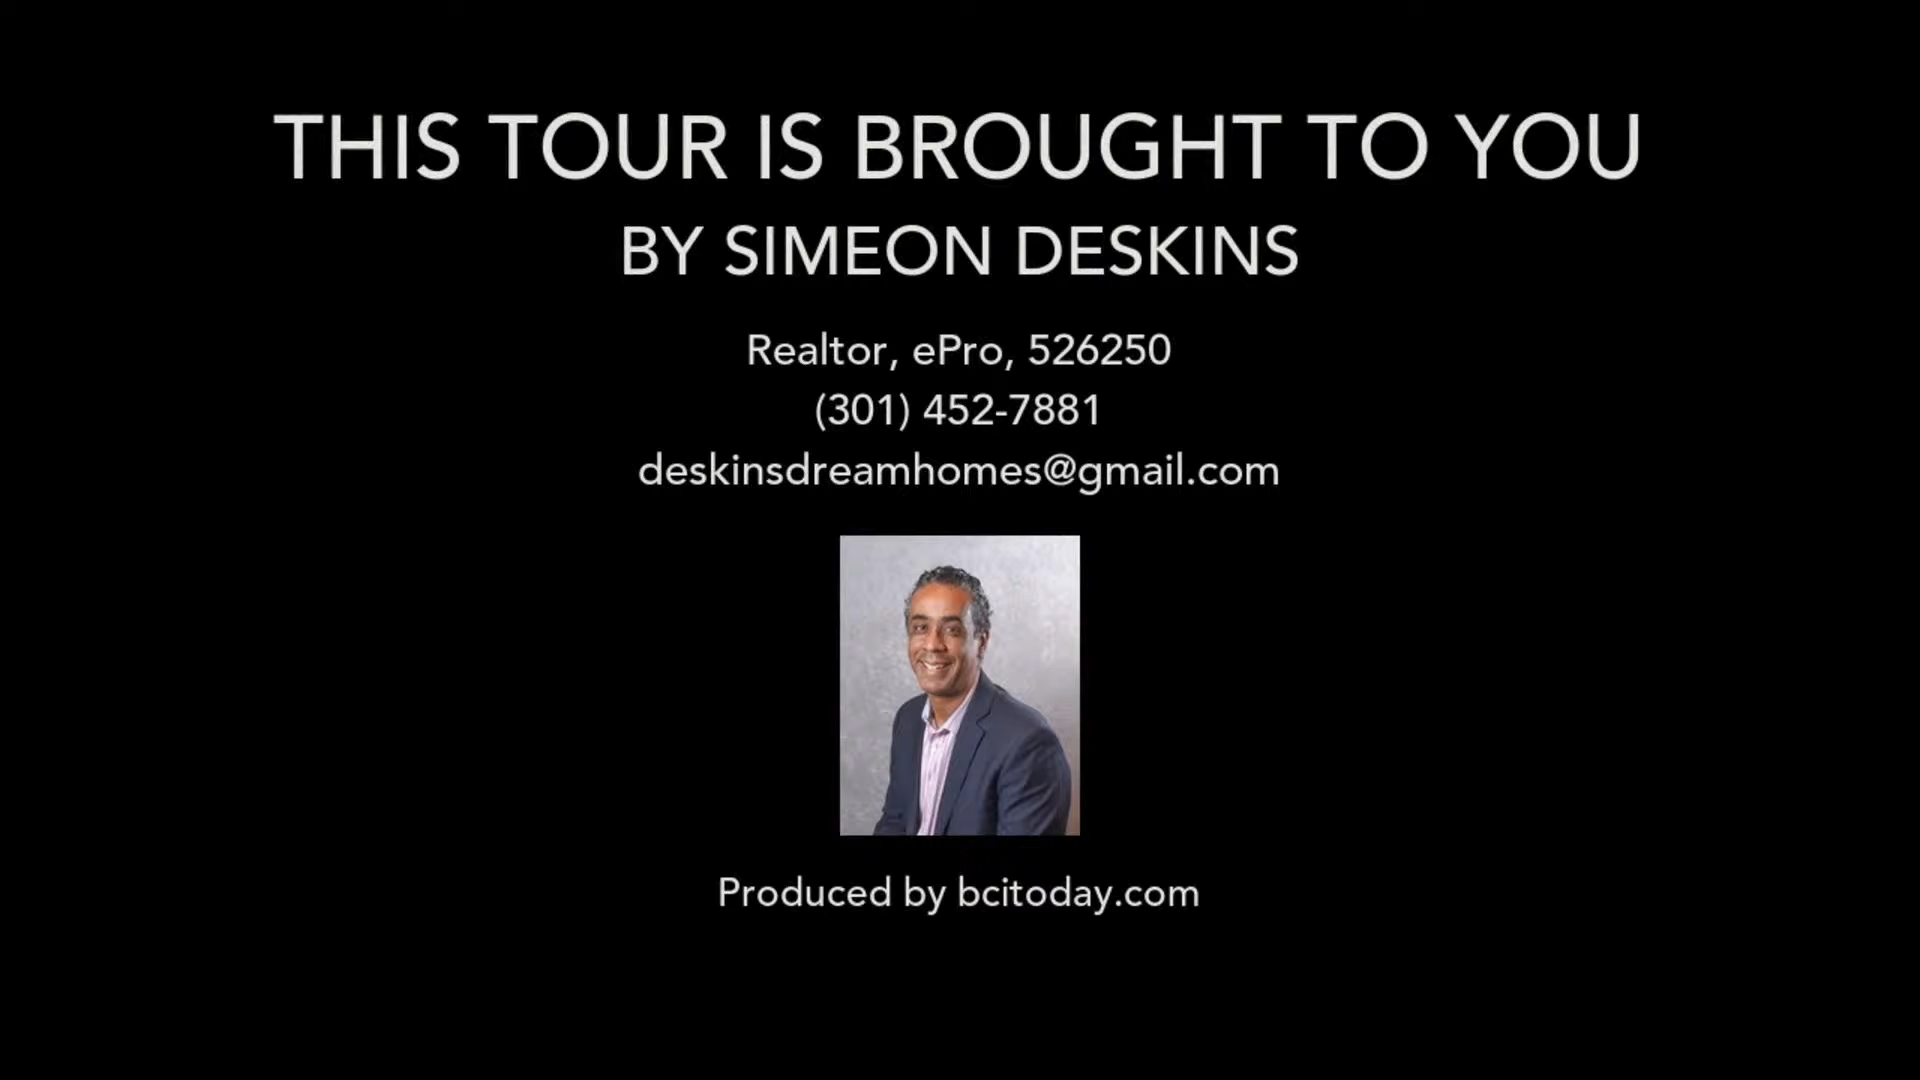 THIS TOUR IS BROUGHT TO YOU
BY SIMEON DESKINS
Realtor, ePro, 526250
(301) 452-7881
deskinsdreamhomes@gmail.com
Produced by bcitoday.com